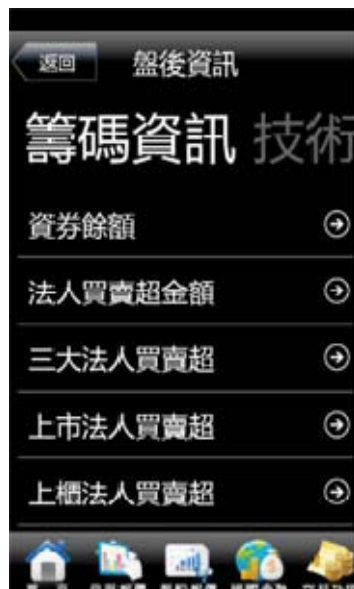 返回
盤後資訊
籌碼資訊 技術
資券餘額
法人買賣超金額
三大法人買賣超
上市法人買賣超
上櫃法人買賣超